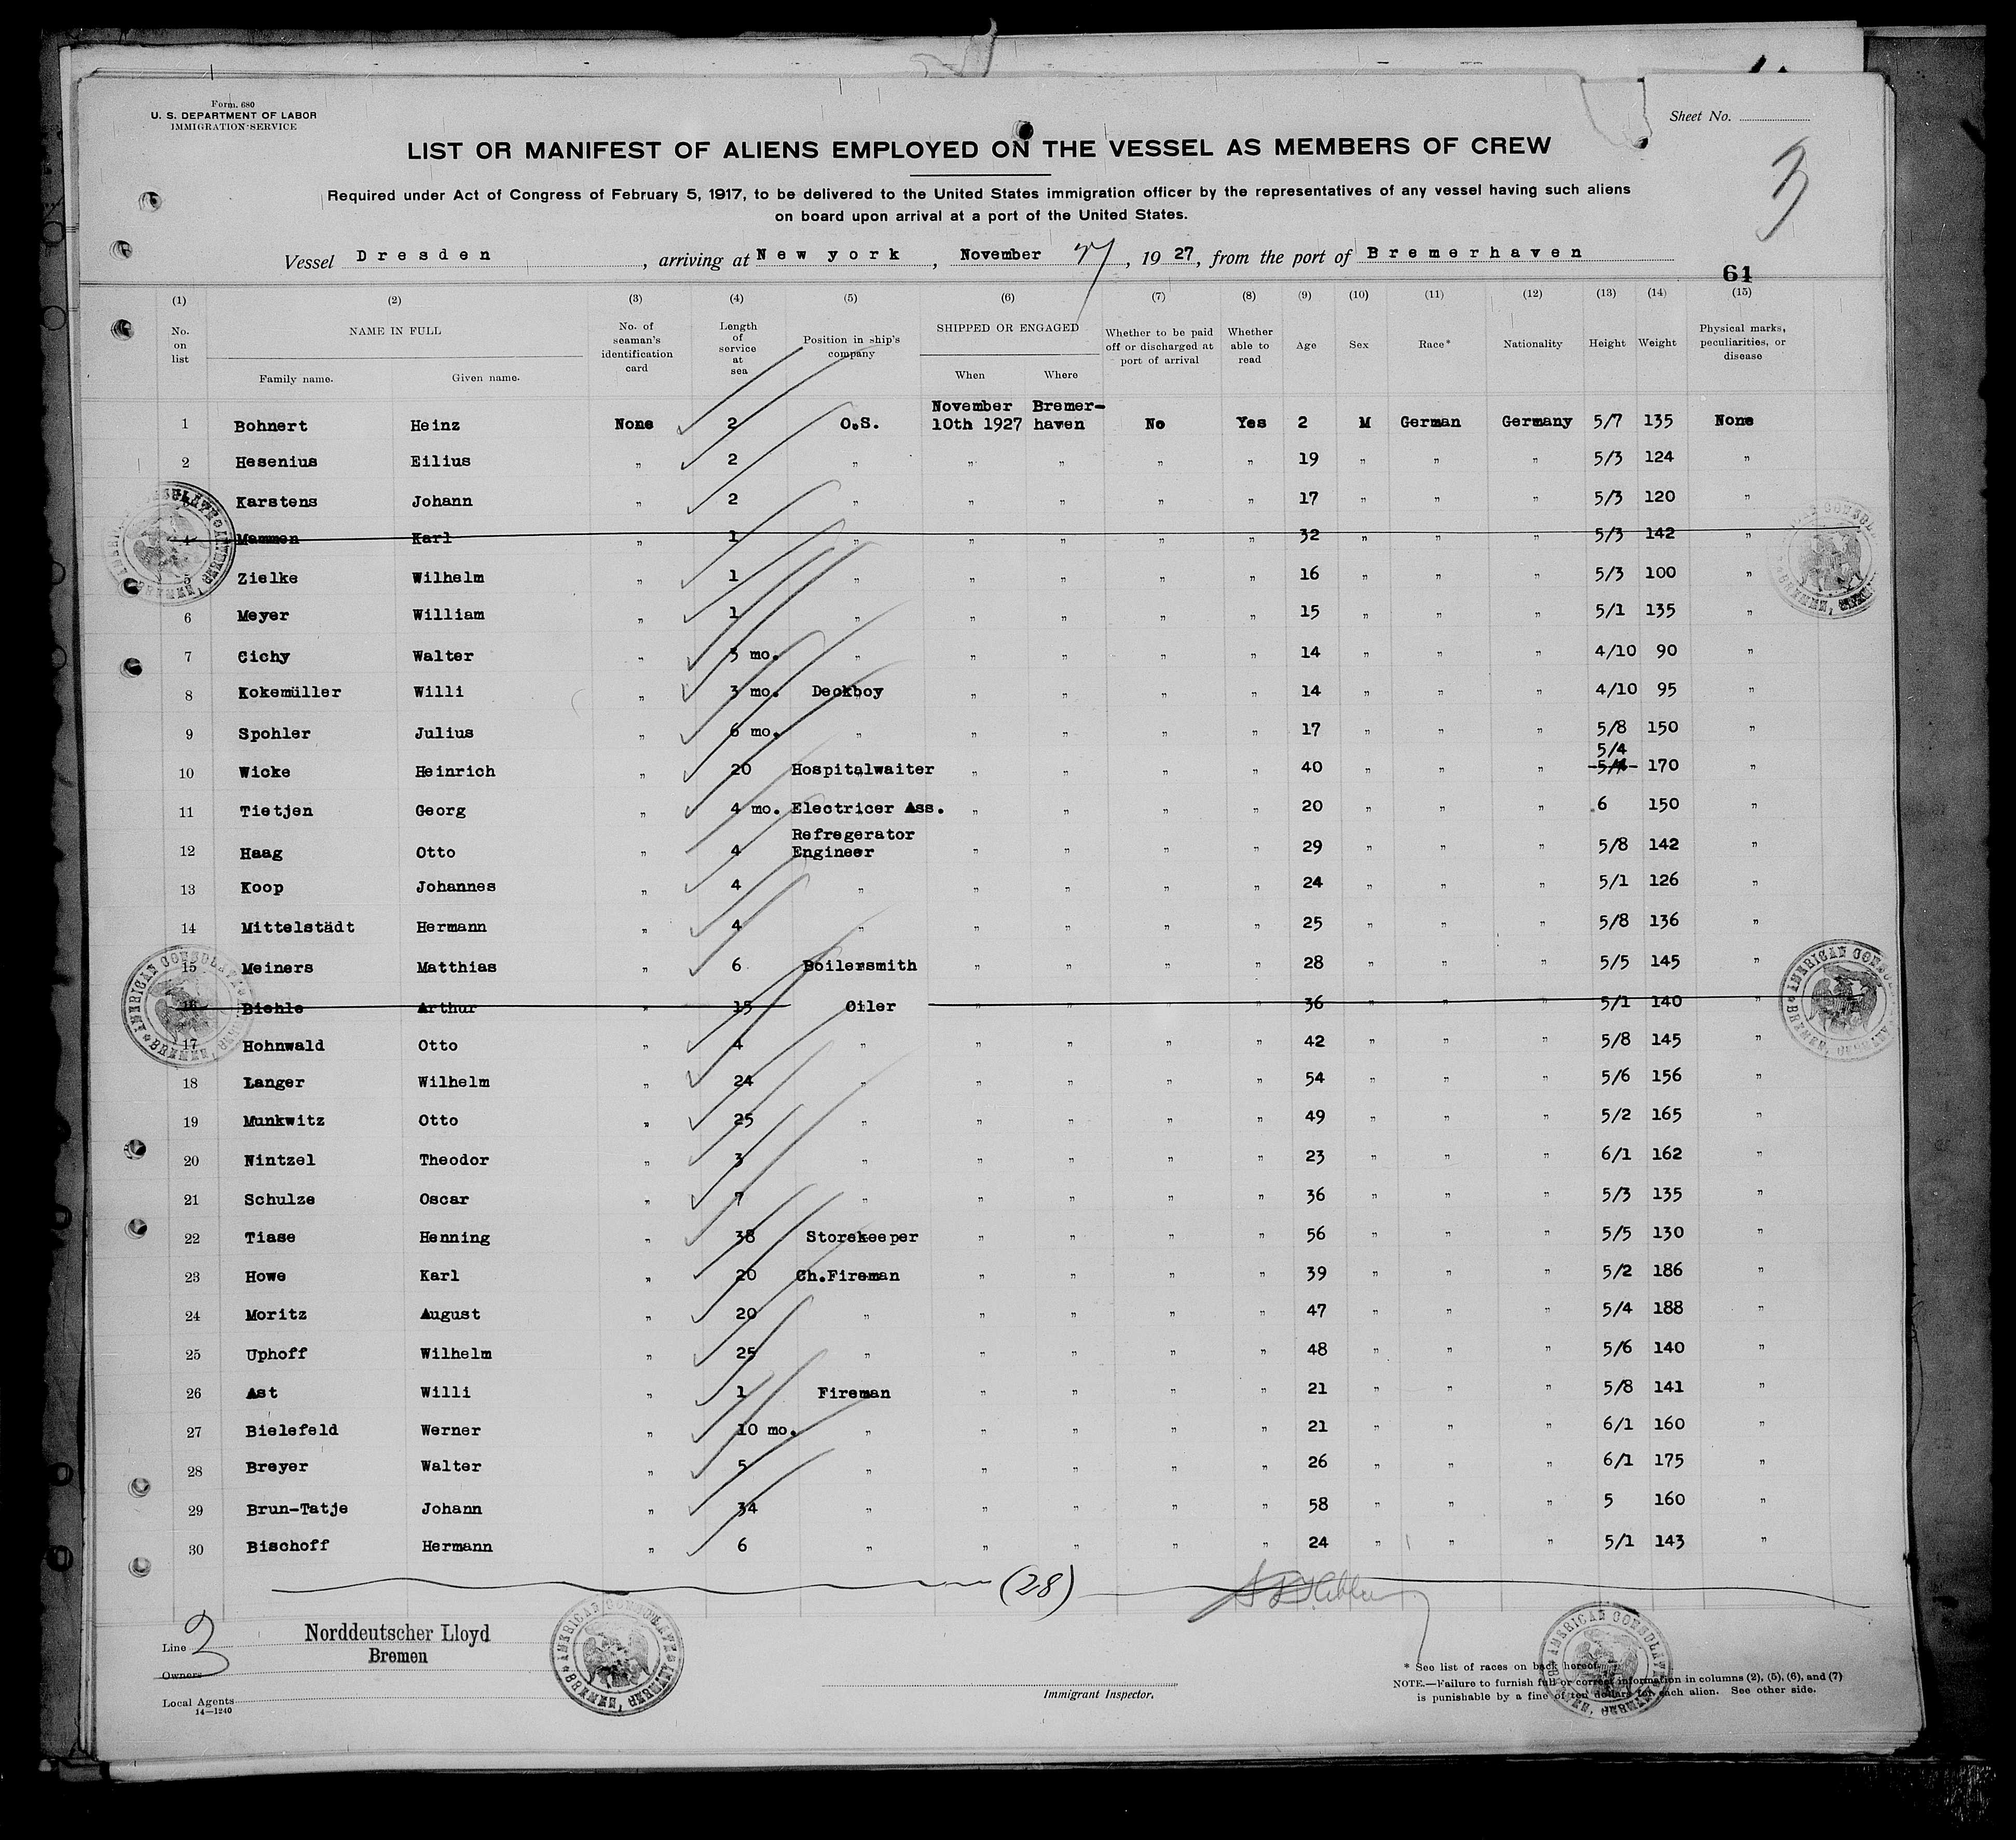 Form 680
U. S. DEPARTMENT OF LABOR
IMMIGRATION SERVICE
Sheet No.
LIST OR MANIFEST OF ALIENS EMPLOYED ON THE VESSEL AS MEMBERS OF CREW
3
Required under Act of Congress of February 5, 1917, to be delivered to the United States immigration officer by the representatives of any vessel having such aliens
on board upon arrival at a port of the United States.
Vessel Dresden, arriving at New york, November, 1927, from the port of Bremerhaven
61
(1) (2) (3) (4) (5) (6) (7) (8) (9) (10) (11) (12) (13) (14) (15)
No. on list NAME IN FULL Family name. Given name. No. of seaman's identification card Length of service at sea Position in ship's company SHIPPED OR ENGAGED When Where Whether to be paid off or discharged at port of arrival Whether able to read Age Sex Race* Nationality Height Weight Physical marks, peculiarities, or disease
1 Bohnert Heinz None 2 O.S. November 10th 1927 Bremer-haven No Yes 2 M German Germany 5/7 135 None
2 Hesenius Eilius " 2 " " " " " 19 " " " 5/3 124 "
Karstens Johann " 2 " " " " " 17 " " " 5/3 120 "
4 Mammen Karl " 1 " " " " " 32 " " " 5/3 142 "
5 Zielke Wilhelm " 1 " " " " " 16 " " " 5/3 100 "
6 Meyer William " 1 " " " " " 15 " " " 5/1 135 "
7 Cichy Walter " 3 mo. " " " " " 14 " " " 4/10 90 "
8 Kokemüller Willi " 3 mo. Deckboy " " " " 14 " " " 4/10 95 "
9 Spohler Julius " 6 mo. " " " " " 17 " " " 5/8 150 "
10 Wicke Heinrich " 20 Hospitalwaiter " " " " 40 " " " 5/4 170 "
11 Tietjen Georg " 4 mo. Electricer Ass. " " " " 20 " " " 6 150 "
12 Haag Otto " 4 Refregerator Engineer " " " " 29 " " " 5/8 142 "
13 Koop Johannes " 4 " " " " " 24 " " " 5/1 126 "
14 Mittelstädt Hermann " 4 " " " " " 25 " " " 5/8 136 "
15 Meiners Matthias " 6 Boilersmith " " " " 28 " " " 5/5 145 "
16 Biehle Arthur " 15 Oiler " " " " 36 " " " 5/1 140 "
17 Hohnwald Otto " 4 " " " " " 42 " " " 5/8 145 "
18 Langer Wilhelm " 24 " " " " " 54 " " " 5/6 156 "
19 Munkwitz Otto " 25 " " " " " 49 " " " 5/2 165 "
20 Nintzel Theodor " 3 " " " " " 23 " " " 6/1 162 "
21 Schulze Oscar " 7 " " " " " 36 " " " 5/3 135 "
22 Tiase Henning " 38 Storekeeper " " " " 56 " " " 5/5 130 "
23 Howe Karl " 20 Ch.Fireman " " " " 39 " " " 5/2 186 "
24 Moritz August " 20 " " " " " 47 " " " 5/4 188 "
25 Uphoff Wilhelm " 25 " " " " " 48 " " " 5/6 140 "
26 Ast Willi " 1 Fireman " " " " 21 " " " 5/8 141 "
27 Bielefeld Werner " 10 mo. " " " " " 21 " " " 6/1 160 "
28 Breyer Walter " 5 " " " " " 26 " " " 6/1 175 "
29 Brun-Tatje Johann " 34 " " " " " 58 " " " 5 160 "
30 Bischoff Hermann " 6 " " " " " 24 " " " 5/1 143 "
(28)
Line 3 Norddeutscher Lloyd
Owners Bremen
Local Agents
14—1240
Immigrant Inspector.
* See list of races on back hereof.
NOTE.—Failure to furnish full or correct information in columns (2), (5), (6), and (7)
is punishable by a fine of ten dollars for each alien. See other side.
AMERICAN CONSULATE
BREMEN, GERMANY